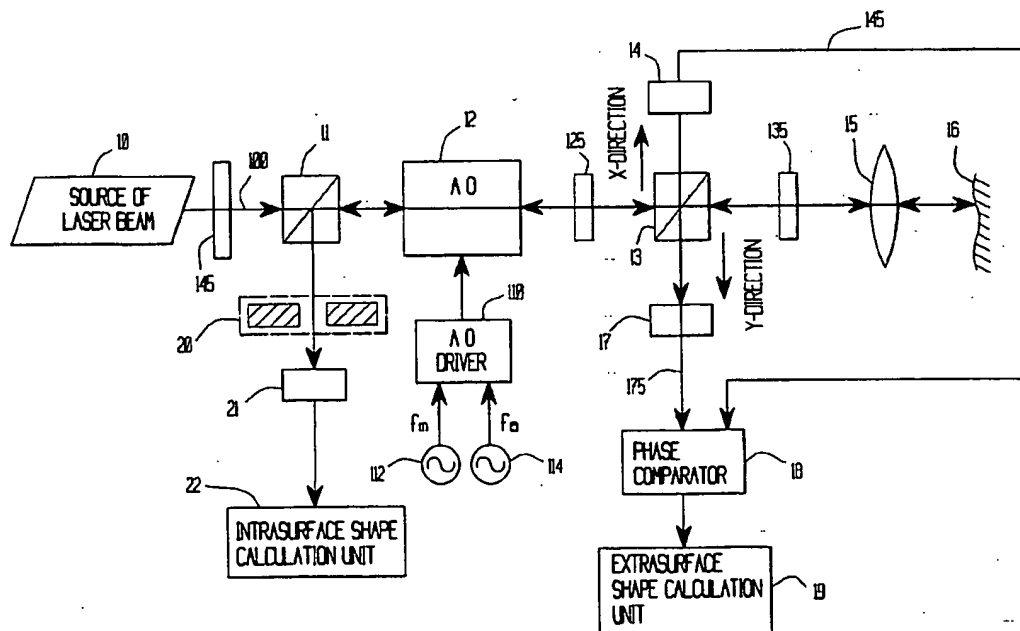 145
14
X-DIRECTION
10
11
12
125
135
15
16
SOURCE OF
LASER BEAM
100
A O
13
145
110
Y-DIRECTION
20
A O
DRIVER
17
21
175
fm
fa
112
114
PHASE
COMPARATOR
18
22
INTRASURFACE SHAPE
CALCULATION UNIT
EXTRASURFACE
SHAPE CALCULATION
UNIT
19